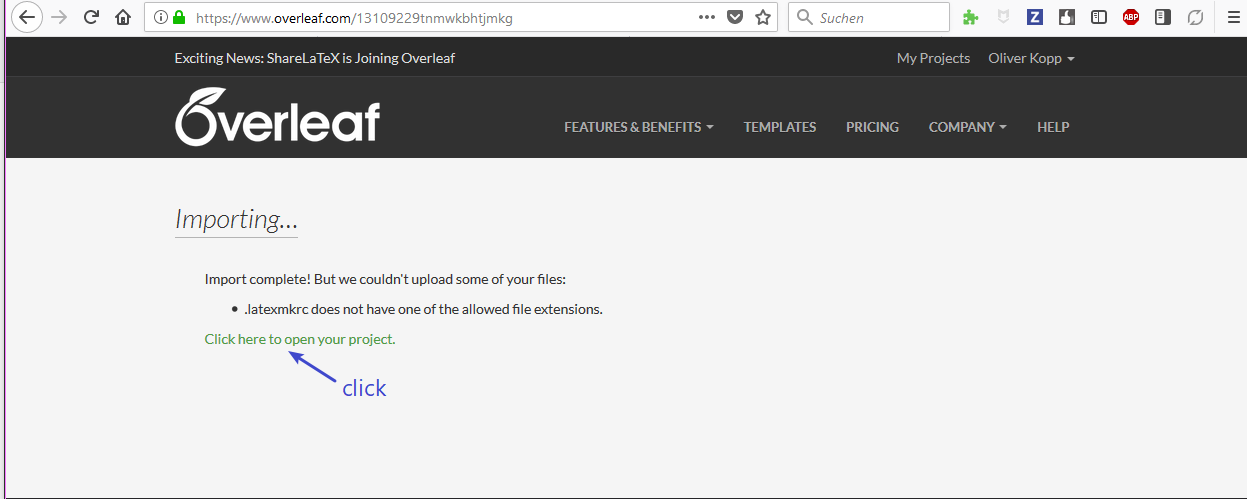 https://www.overleaf.com/13109229tnmwkbhtjmkg
Suchen
Z
ABP
Exciting News: ShareLaTeX is Joining Overleaf
My Projects
Oliver Kopp
Overleaf
FEATURES & BENEFITS
TEMPLATES
PRICING
COMPANY
HELP
Importing...
Import complete! But we couldn't upload some of your files:
• .latexmkrc does not have one of the allowed file extensions.
Click here to open your project.
click